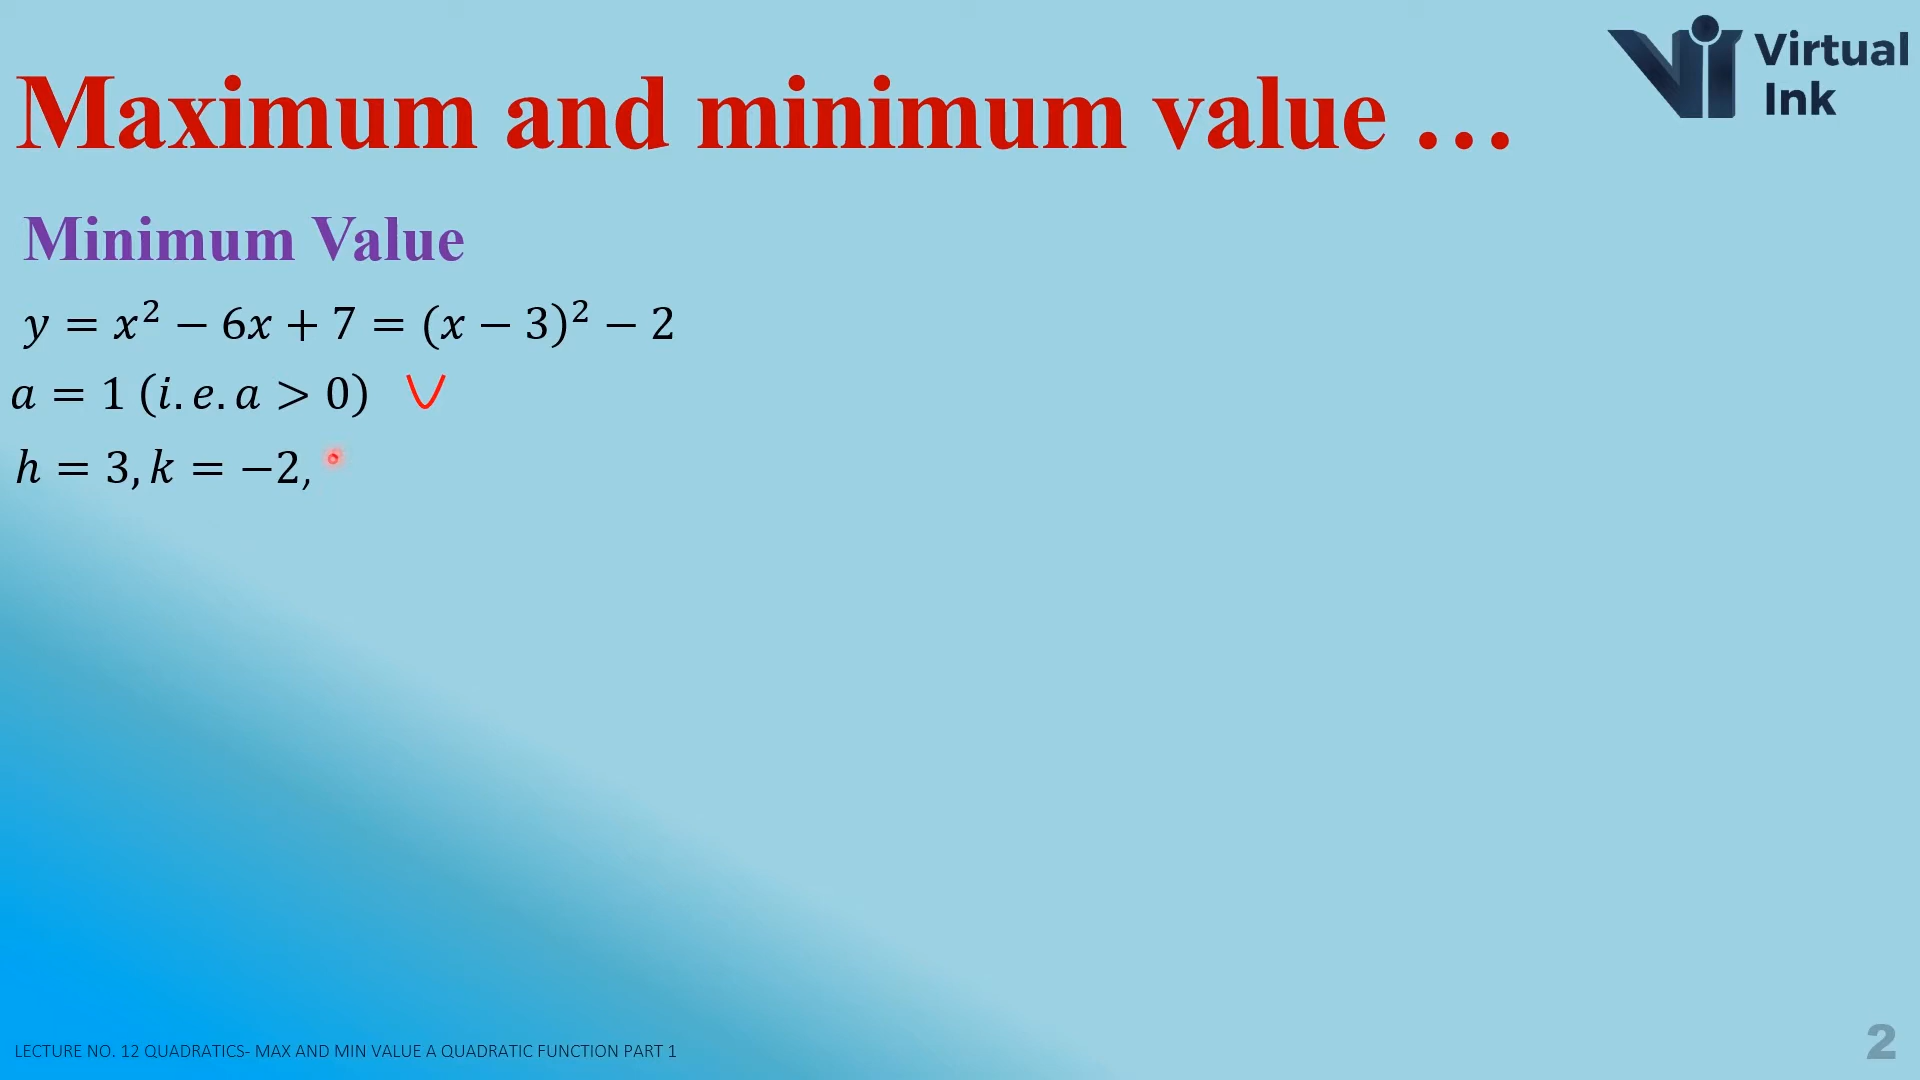 Virtual
Ink
Maximum and minimum value …
Minimum Value
y = x² − 6x + 7 = (x − 3)² − 2
a = 1 (i.e. a > 0)
h = 3, k = −2,
LECTURE NO. 12 QUADRATICS- MAX AND MIN VALUE A QUADRATIC FUNCTION PART 1
2